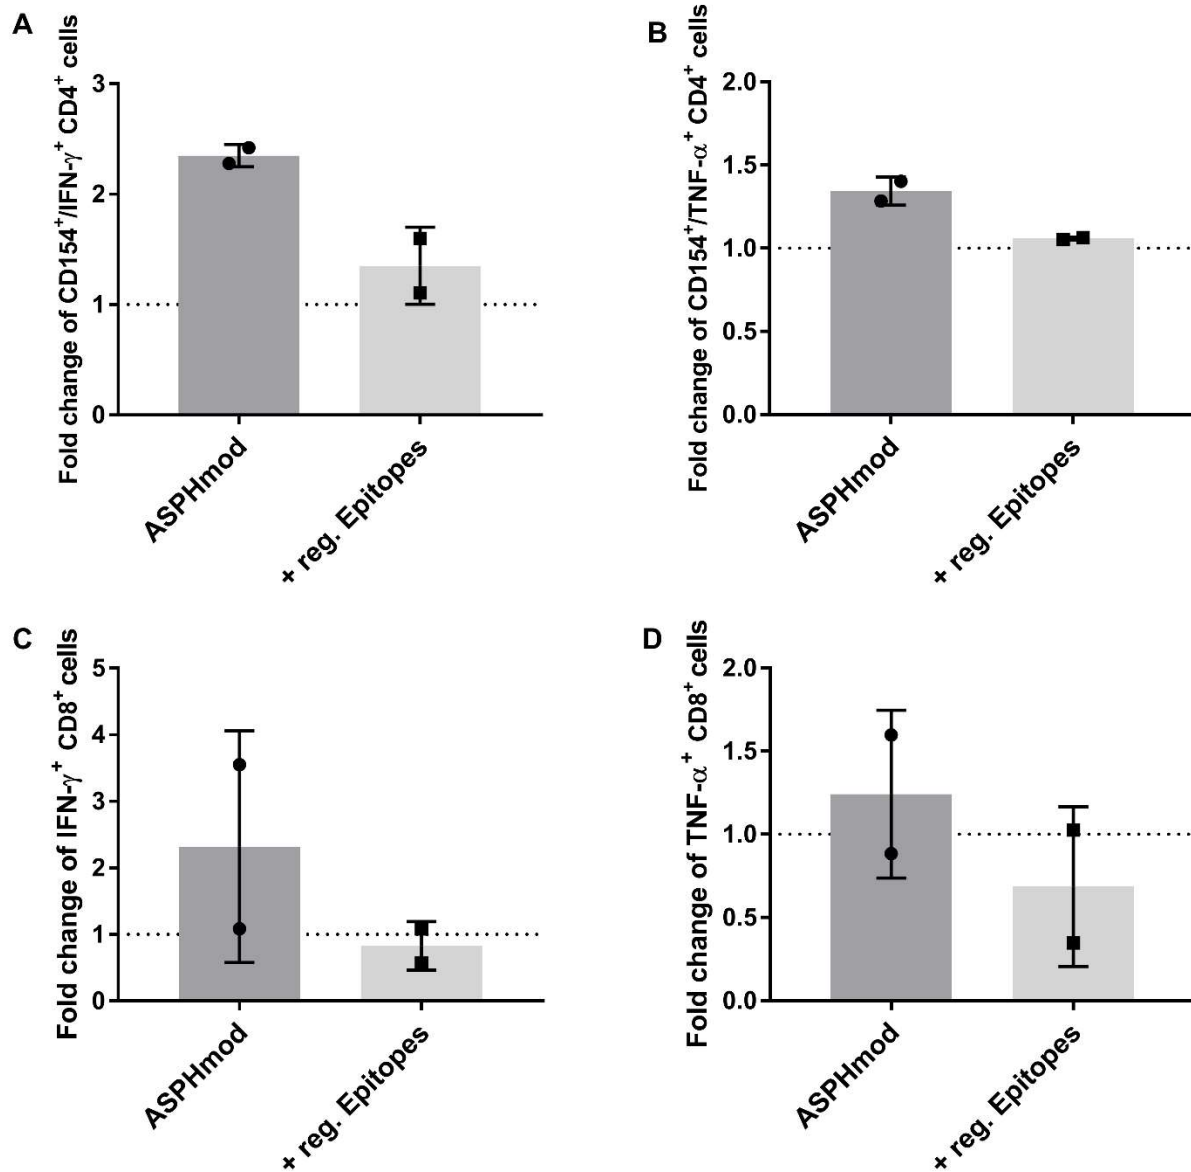 A
Fold change of CD154⁺/IFN-γ⁺ CD4⁺ cells
3
2
1
0
ASPHmod
+ reg. Epitopes
B
Fold change of CD154⁺/TNF-α⁺ CD4⁺ cells
2.0
1.5
1.0
0.5
0.0
ASPHmod
+ reg. Epitopes
C
Fold change of IFN-γ⁺ CD8⁺ cells
5
4
3
2
1
0
ASPHmod
+ reg. Epitopes
D
Fold change of TNF-α⁺ CD8⁺ cells
2.0
1.5
1.0
0.5
0.0
ASPHmod
+ reg. Epitopes